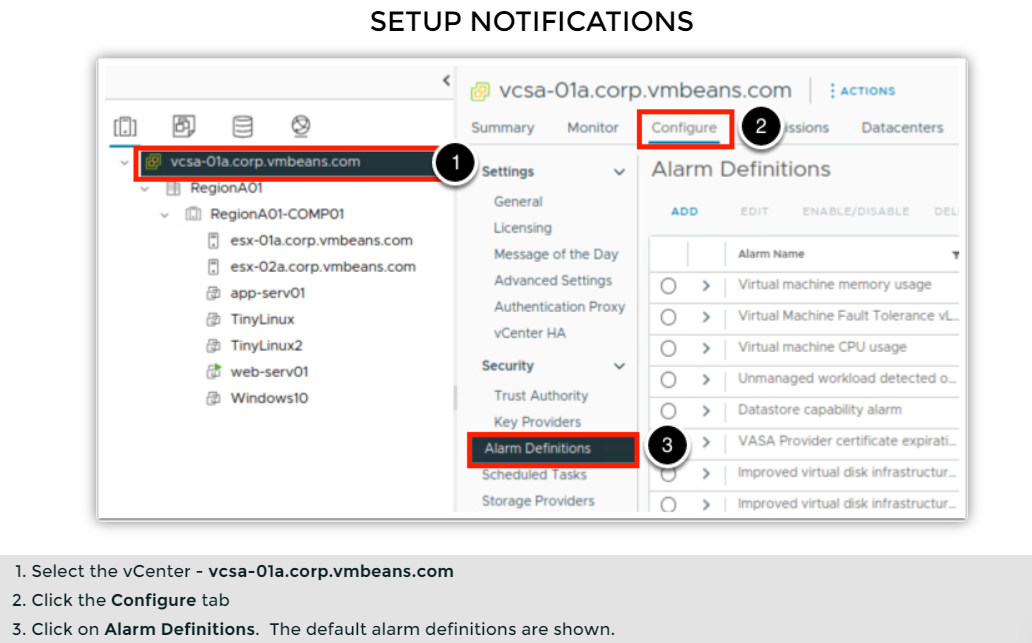 SETUP NOTIFICATIONS
vcsa-01a.corp.vmbeans.com
RegionA01
RegionA01-COMP01
esx-01a.corp.vmbeans.com
esx-02a.corp.vmbeans.com
app-serv01
TinyLinux
TinyLinux2
web-serv01
Windows10
1
vcsa-01a.corp.vmbeans.com ACTIONS
Summary Monitor Configure 2 issions Datacenters
Settings
General
Licensing
Message of the Day
Advanced Settings
Authentication Proxy
vCenter HA
Security
Trust Authority
Key Providers
Alarm Definitions
3
Scheduled Tasks
Storage Providers
Alarm Definitions
ADD EDIT ENABLE/DISABLE DEL
Alarm Name
Virtual machine memory usage
Virtual Machine Fault Tolerance vL...
Virtual machine CPU usage
Unmanaged workload detected o...
Datastore capability alarm
VASA Provider certificate expirati...
Improved virtual disk infrastructur...
Improved virtual disk infrastructur...
1. Select the vCenter - vcsa-01a.corp.vmbeans.com
2. Click the Configure tab
3. Click on Alarm Definitions. The default alarm definitions are shown.